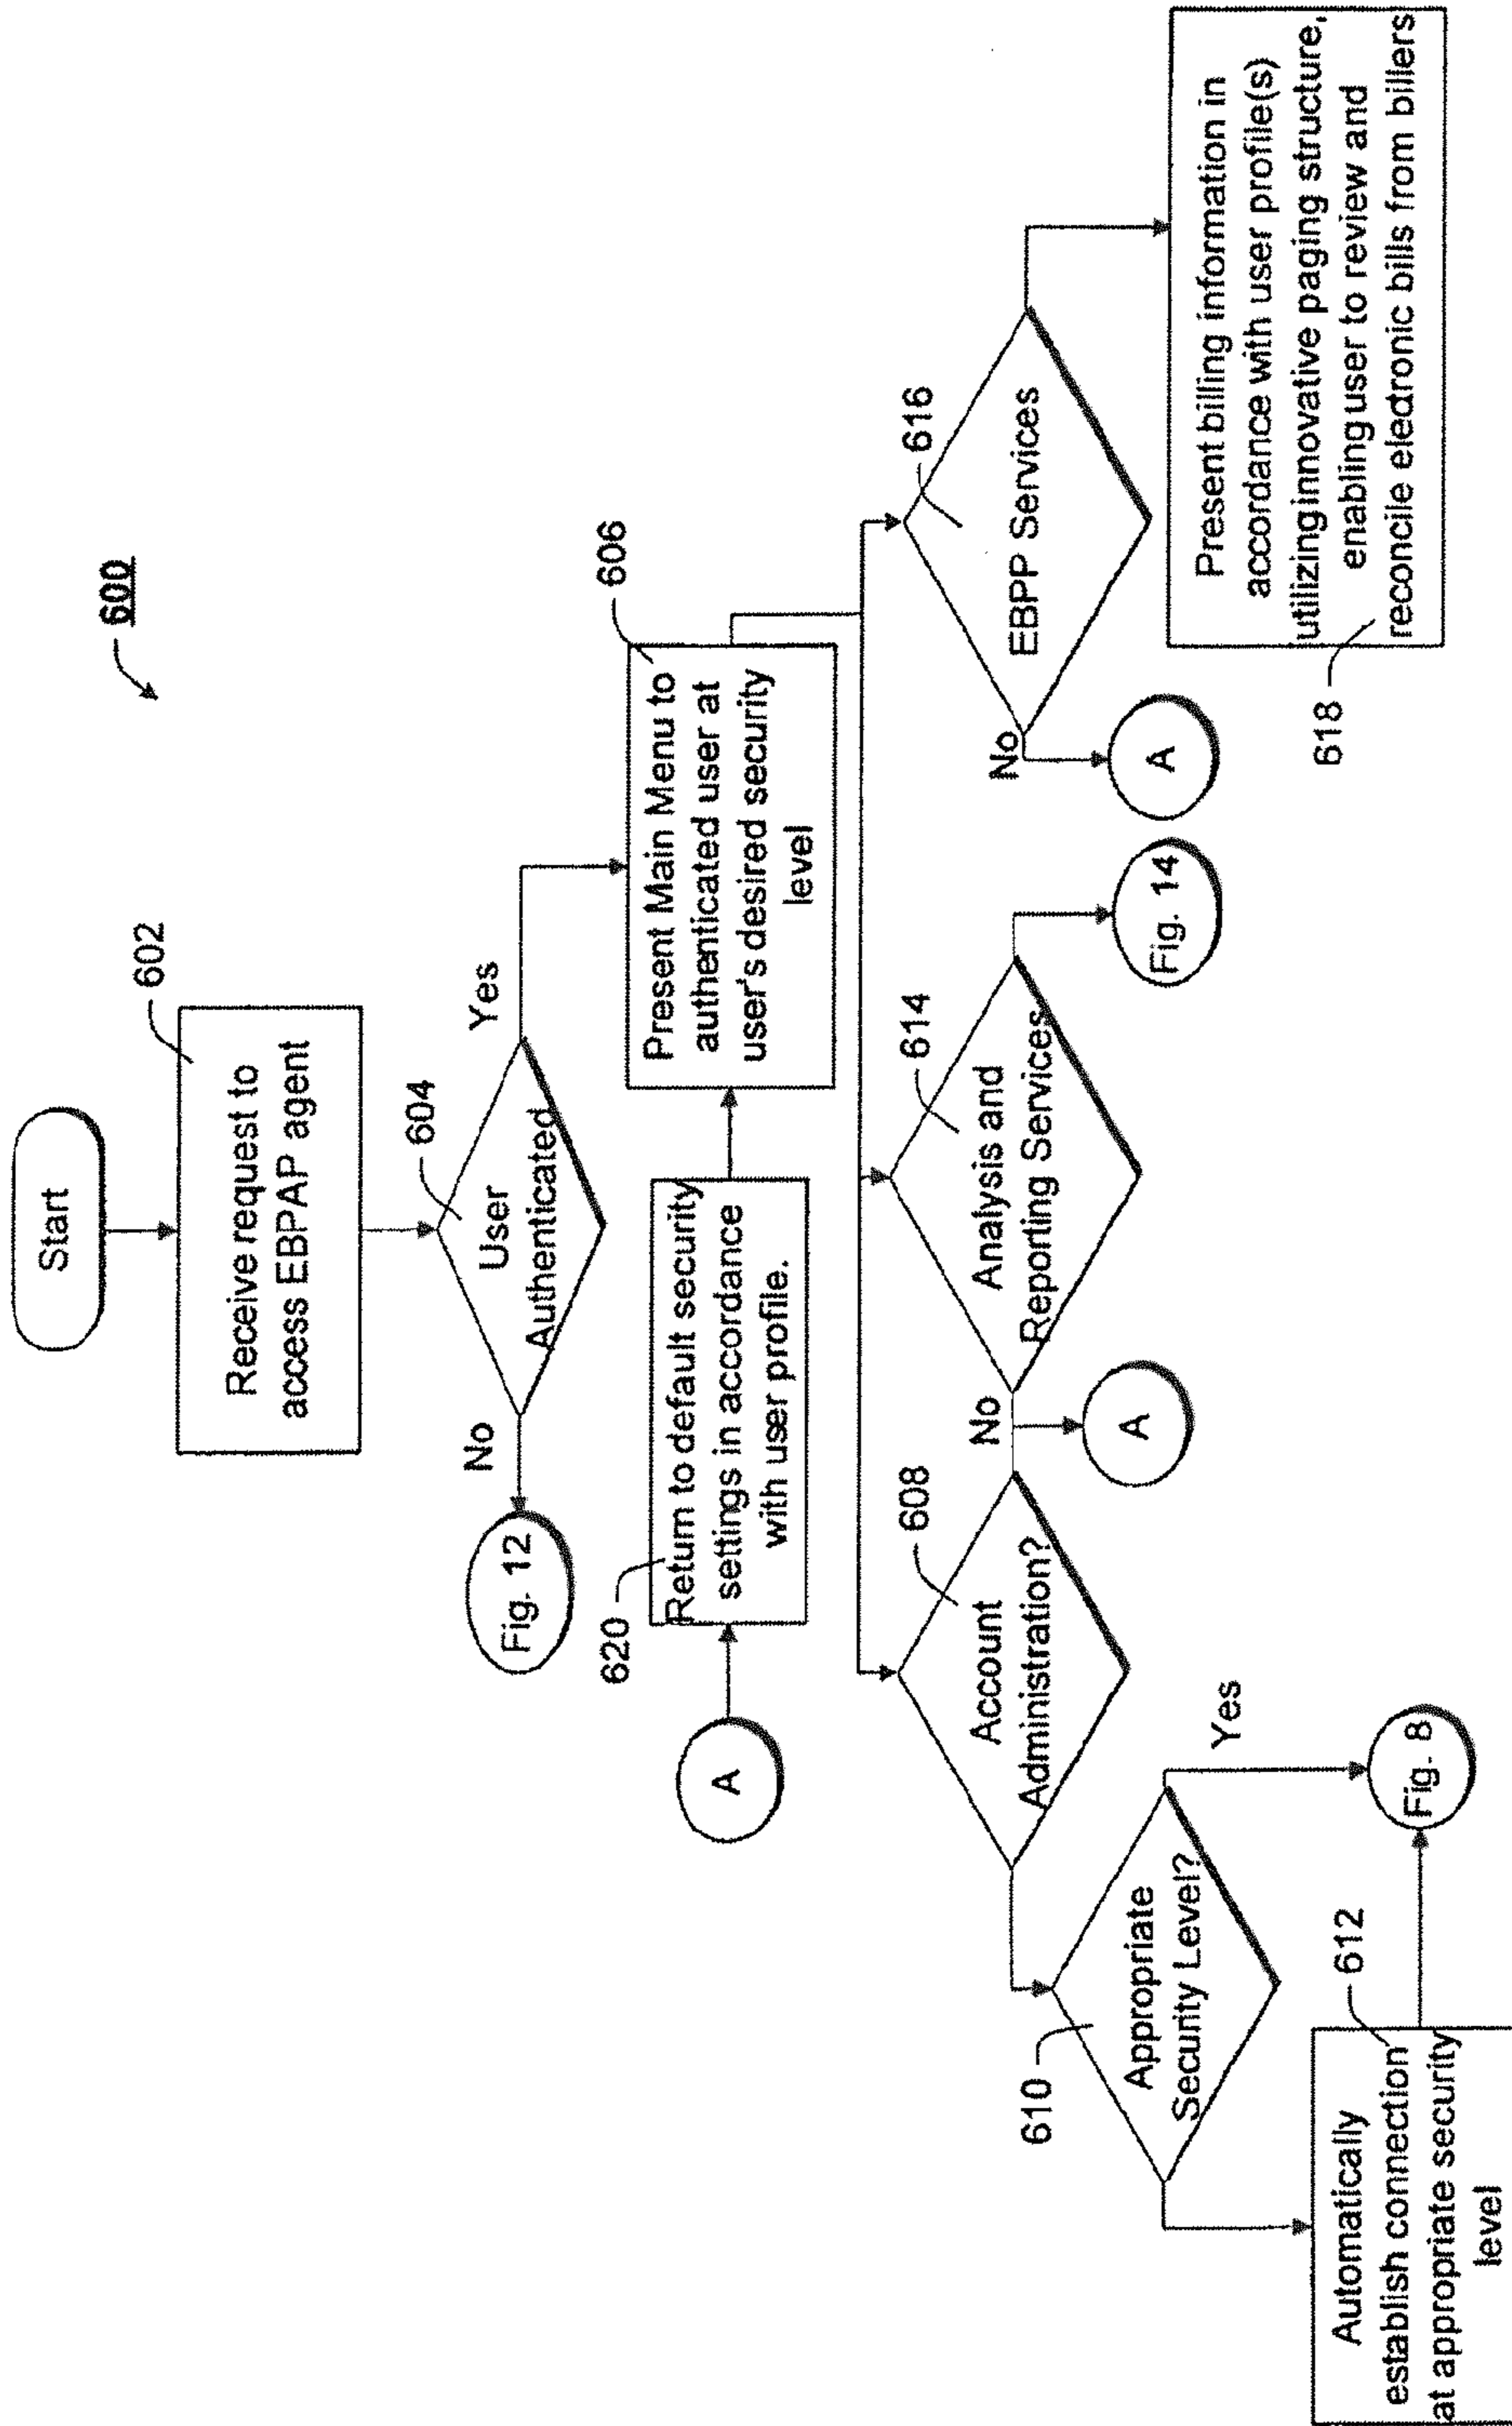 600
Start
602
Receive request to
access EBPAP agent
604
User
Authenticated
Yes
No
Fig. 12
606
Present Main Menu to
authenticated user at
user's desired security
level
620
Return to default security
settings in accordance
with user profile.
A
608
Account
Administration?
No
A
614
Analysis and
Reporting Services
Fig. 14
616
EBPP Services
No
A
610
Appropriate
Security Level?
Yes
Fig. 8
612
Automatically
establish connection
at appropriate security
level
618
Present billing information in
accordance with user profile(s)
utilizing innovative paging structure,
enabling user to review and
reconcile electronic bills from billers